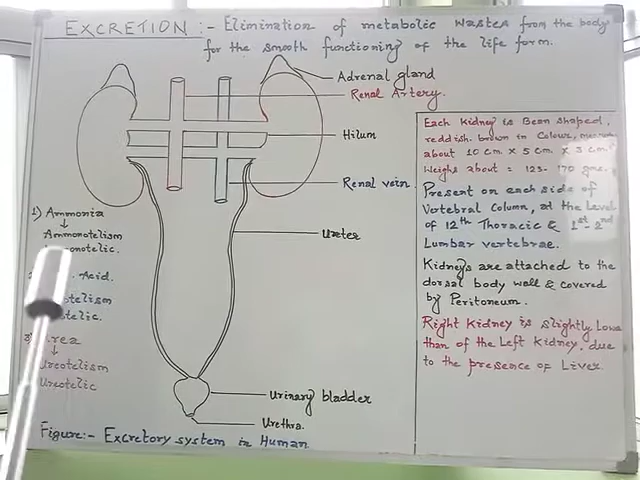 EXCRETION :- Elimination of metabolic Wastes from the body
for the smooth functioning of the life form.
Adrenal gland
Renal Artery.
Hilum
Renal vein.
Ureter
Urinary bladder
Urethra.
1) Ammonia
↓
Ammonotelism
Acid.
3)
↓
Ureotelism
Ureotelic
Figure:- Excretory system in Human
Each Kidney is Bean shaped,
reddish brown in Colour,
about 10 cm. X 5 cm. X 3 cm
Weighs about = 123- 170 gms.
Present on each side of
Vertebral Column, at the level
of 12th Thoracic & 1st - 2nd
Lumbar vertebrae.
Kidneys are attached to the
dorsal body wall & covered
by Peritoneum.
Right Kidney is slightly Lowe
than of the Left Kidney, due
to the presence of Liver.